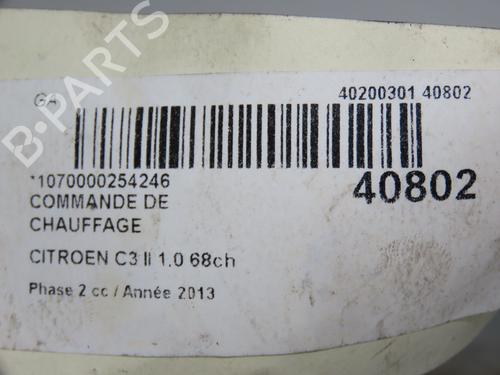 GA
40200301 40802
*1070000254246
40802
COMMANDE DE
CHAUFFAGE
CITROEN C3 II 1.0 68ch
Phase 2 cc / Année 2013
B-PARTS